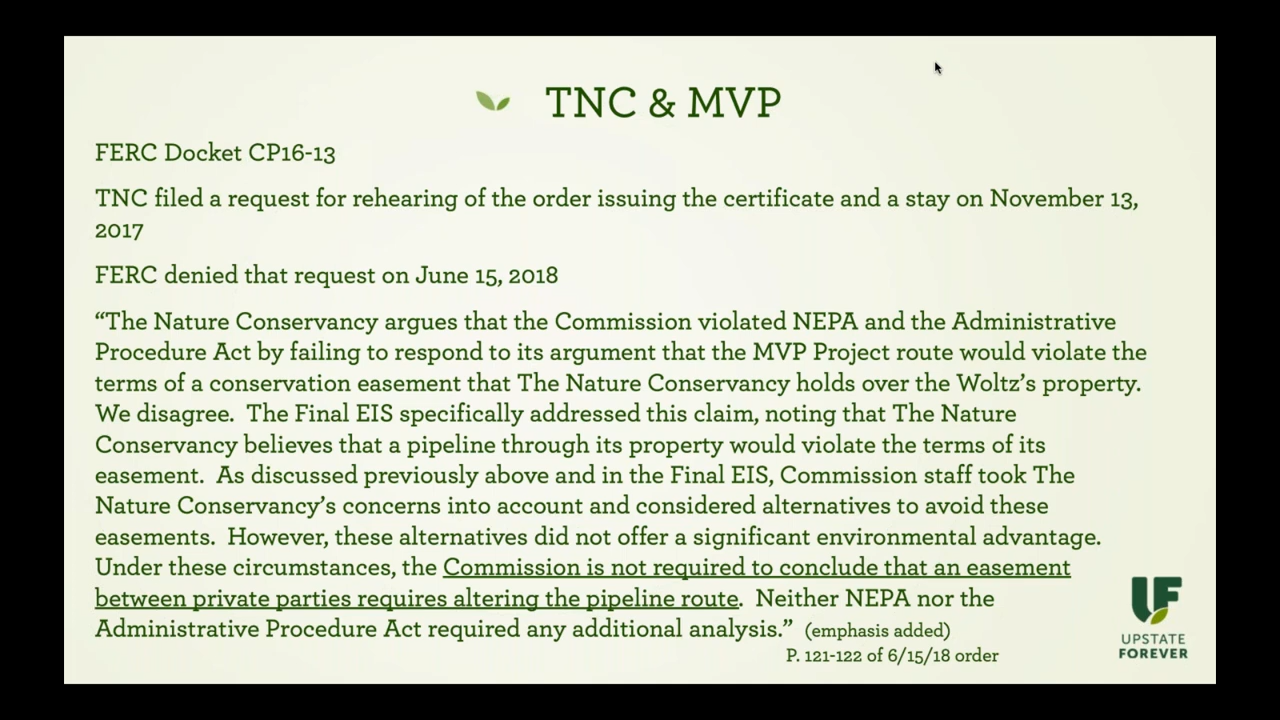 TNC & MVP
FERC Docket CP16-13
TNC filed a request for rehearing of the order issuing the certificate and a stay on November 13,
2017
FERC denied that request on June 15, 2018
“The Nature Conservancy argues that the Commission violated NEPA and the Administrative
Procedure Act by failing to respond to its argument that the MVP Project route would violate the
terms of a conservation easement that The Nature Conservancy holds over the Woltz’s property.
We disagree.  The Final EIS specifically addressed this claim, noting that The Nature
Conservancy believes that a pipeline through its property would violate the terms of its
easement.  As discussed previously above and in the Final EIS, Commission staff took The
Nature Conservancy’s concerns into account and considered alternatives to avoid these
easements.  However, these alternatives did not offer a significant environmental advantage.
Under these circumstances, the Commission is not required to conclude that an easement
between private parties requires altering the pipeline route.  Neither NEPA nor the
Administrative Procedure Act required any additional analysis.”  (emphasis added)
P. 121-122 of 6/15/18 order
UF
UPSTATE
FOREVER